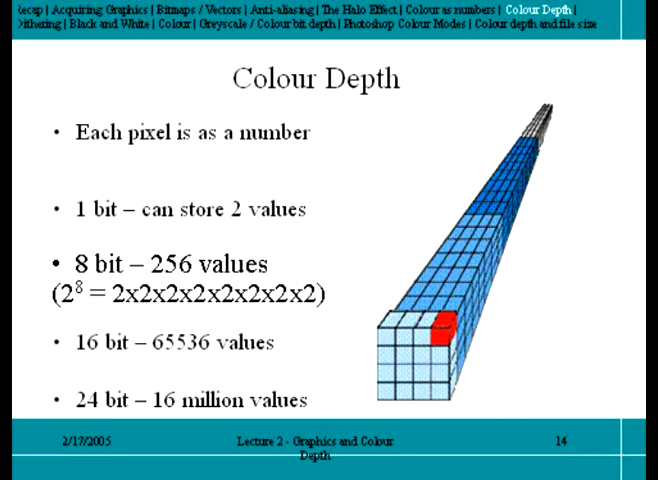 Recap | Acquiring Graphics | Bitmaps / Vectors | Anti-aliasing | The Halo Effect | Colour as numbers | Colour Depth |
Dithering | Black and White | Colour | Greyscale / Colour bit depth | Photoshop Colour Modes | Colour depth and file size
Colour Depth
• Each pixel is as a number
• 1 bit – can store 2 values
• 8 bit – 256 values
(2⁸ = 2x2x2x2x2x2x2x2)
• 16 bit – 65536 values
• 24 bit – 16 million values
2/17/2005
Lecture 2 - Graphics and Colour
Depth
14